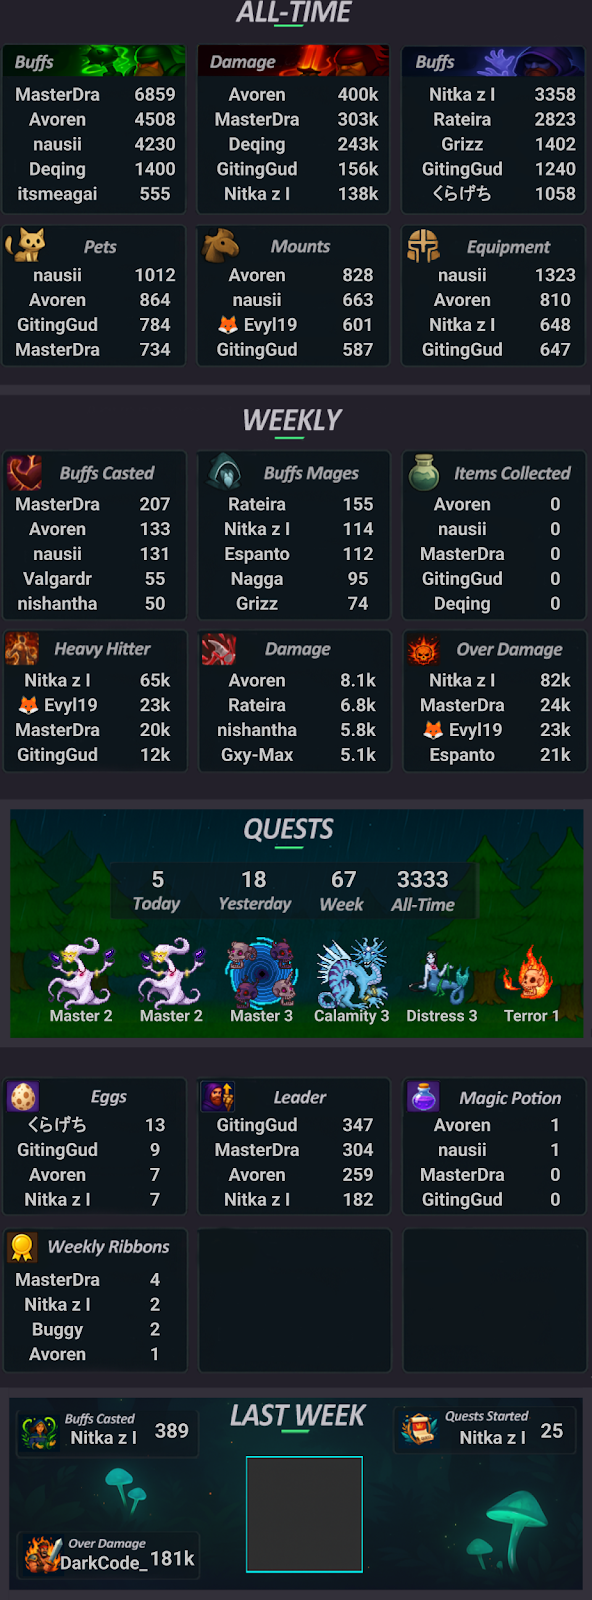 ALL-TIME
Buffs
MasterDra 6859
Avoren 4508
nausii 4230
Deqing 1400
itsmeagai 555
Damage
Avoren 400k
MasterDra 303k
Deqing 243k
GitingGud 156k
Nitka z I 138k
Buffs
Nitka z I 3358
Rateira 2823
Grizz 1402
GitingGud 1240
くらげち 1058
Pets
nausii 1012
Avoren 864
GitingGud 784
MasterDra 734
Mounts
Avoren 828
nausii 663
🦊 Evyl19 601
GitingGud 587
Equipment
nausii 1323
Avoren 810
Nitka z I 648
GitingGud 647
WEEKLY
Buffs Casted
MasterDra 207
Avoren 133
nausii 131
Valgardr 55
nishantha 50
Buffs Mages
Rateira 155
Nitka z I 114
Espanto 112
Nagga 95
Grizz 74
Items Collected
Avoren 0
nausii 0
MasterDra 0
GitingGud 0
Deqing 0
Heavy Hitter
Nitka z I 65k
🦊 Evyl19 23k
MasterDra 20k
GitingGud 12k
Damage
Avoren 8.1k
Rateira 6.8k
nishantha 5.8k
Gxy-Max 5.1k
Over Damage
Nitka z I 82k
MasterDra 24k
🦊 Evyl19 23k
Espanto 21k
QUESTS
5 18 67 3333
Today Yesterday Week All-Time
Master 2 Master 2 Master 3 Calamity 3 Distress 3 Terror 1
Eggs
くらげち 13
GitingGud 9
Avoren 7
Nitka z I 7
Leader
GitingGud 347
MasterDra 304
Avoren 259
Nitka z I 182
Magic Potion
Avoren 1
nausii 1
MasterDra 0
GitingGud 0
Weekly Ribbons
MasterDra 4
Nitka z I 2
Buggy 2
Avoren 1
LAST WEEK
Buffs Casted
Nitka z I 389
Quests Started
Nitka z I 25
Over Damage
DarkCode_ 181k